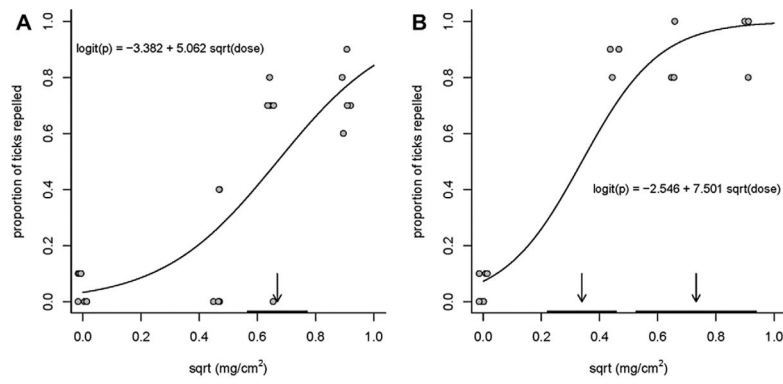 A
logit(p) = −3.382 + 5.062 sqrt(dose)
proportion of ticks repelled
1.0
0.8
0.6
0.4
0.2
0.0
0.0 0.2 0.4 0.6 0.8 1.0
sqrt (mg/cm²)
B
logit(p) = −2.546 + 7.501 sqrt(dose)
proportion of ticks repelled
1.0
0.8
0.6
0.4
0.2
0.0
0.0 0.2 0.4 0.6 0.8 1.0
sqrt (mg/cm²)